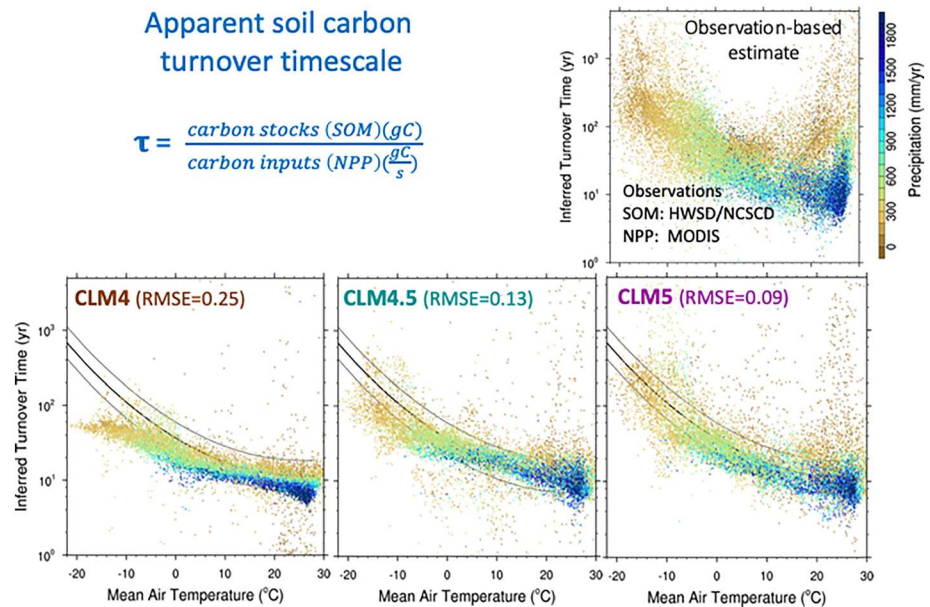 Apparent soil carbon
turnover timescale
τ = carbon stocks (SOM)(gC)
carbon inputs (NPP)(gC/s)
Observation-based
estimate
Inferred Turnover Time (yr)
10³
10²
10¹
10⁰
Observations
SOM: HWSD/NCSCD
NPP: MODIS
Precipitation (mm/yr)
1800
1500
1200
900
600
300
0
CLM4 (RMSE=0.25)
CLM4.5 (RMSE=0.13)
CLM5 (RMSE=0.09)
Inferred Turnover Time (yr)
10³
10²
10¹
10⁰
-20 -10 0 10 20 30
-20 -10 0 10 20 30
-20 -10 0 10 20 30
Mean Air Temperature (°C)
Mean Air Temperature (°C)
Mean Air Temperature (°C)